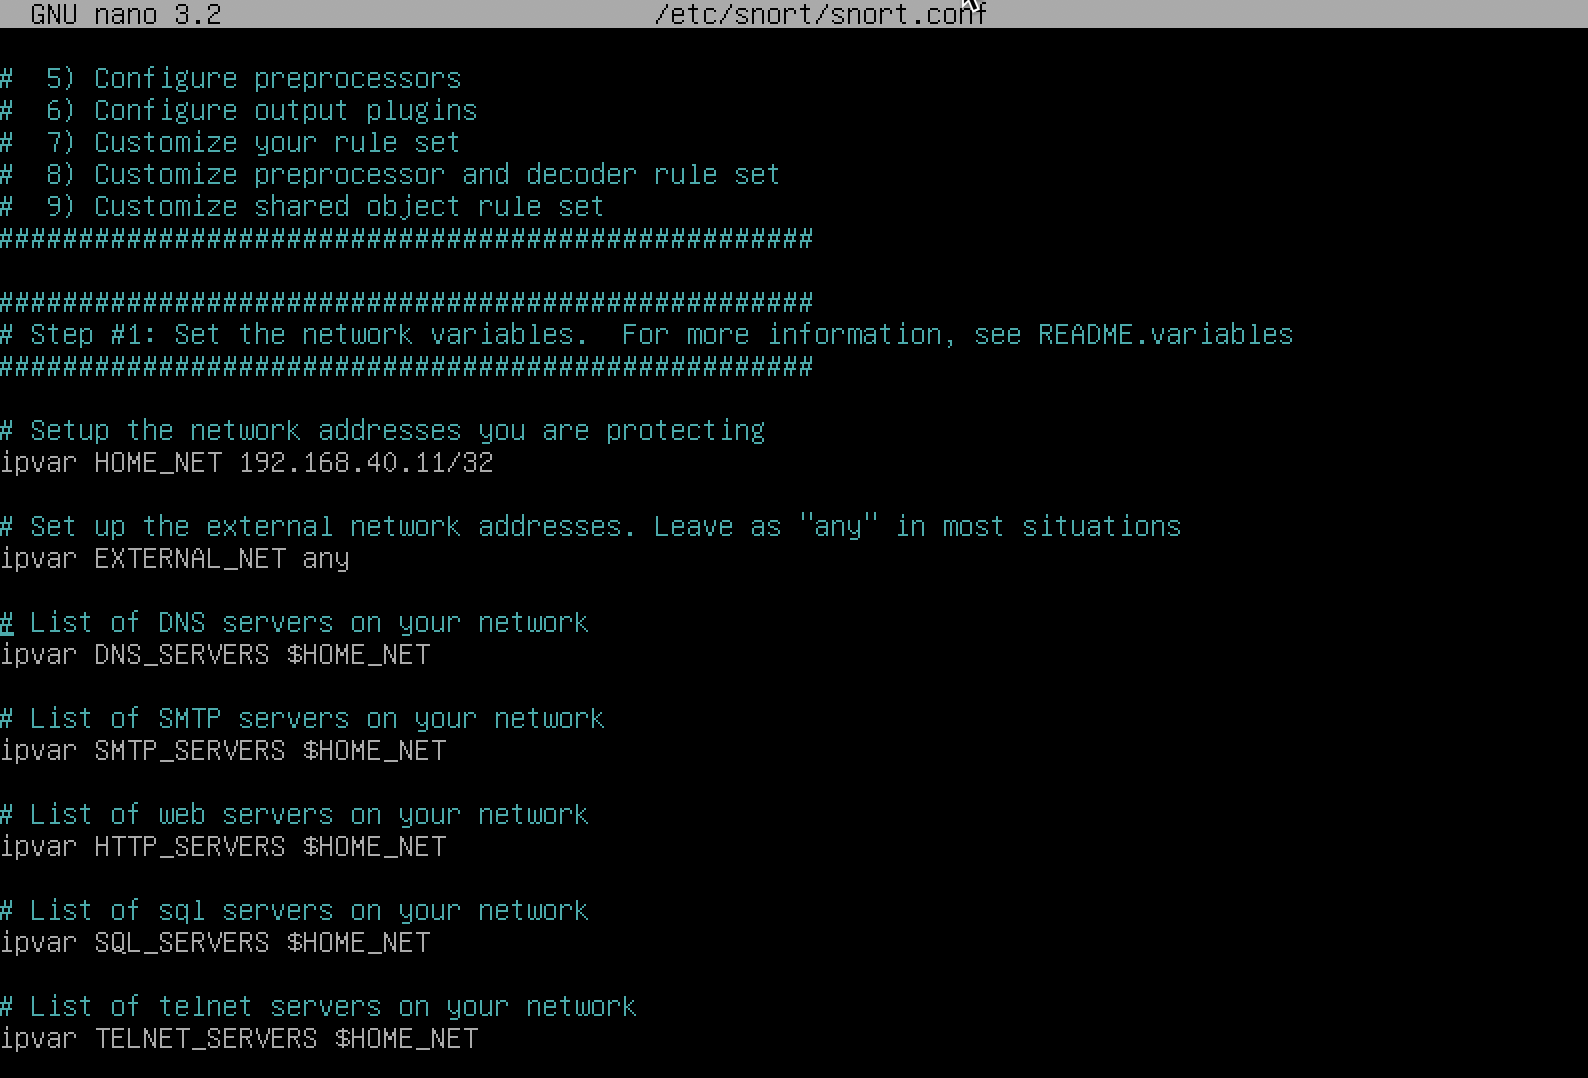 GNU nano 3.2 /etc/snort/snort.conf
#  5) Configure preprocessors
#  6) Configure output plugins
#  7) Customize your rule set
#  8) Customize preprocessor and decoder rule set
#  9) Customize shared object rule set
###################################################
###################################################
# Step #1: Set the network variables.  For more information, see README.variables
###################################################
# Setup the network addresses you are protecting
ipvar HOME_NET 192.168.40.11/32
# Set up the external network addresses. Leave as "any" in most situations
ipvar EXTERNAL_NET any
# List of DNS servers on your network
ipvar DNS_SERVERS $HOME_NET
# List of SMTP servers on your network
ipvar SMTP_SERVERS $HOME_NET
# List of web servers on your network
ipvar HTTP_SERVERS $HOME_NET
# List of sql servers on your network
ipvar SQL_SERVERS $HOME_NET
# List of telnet servers on your network
ipvar TELNET_SERVERS $HOME_NET